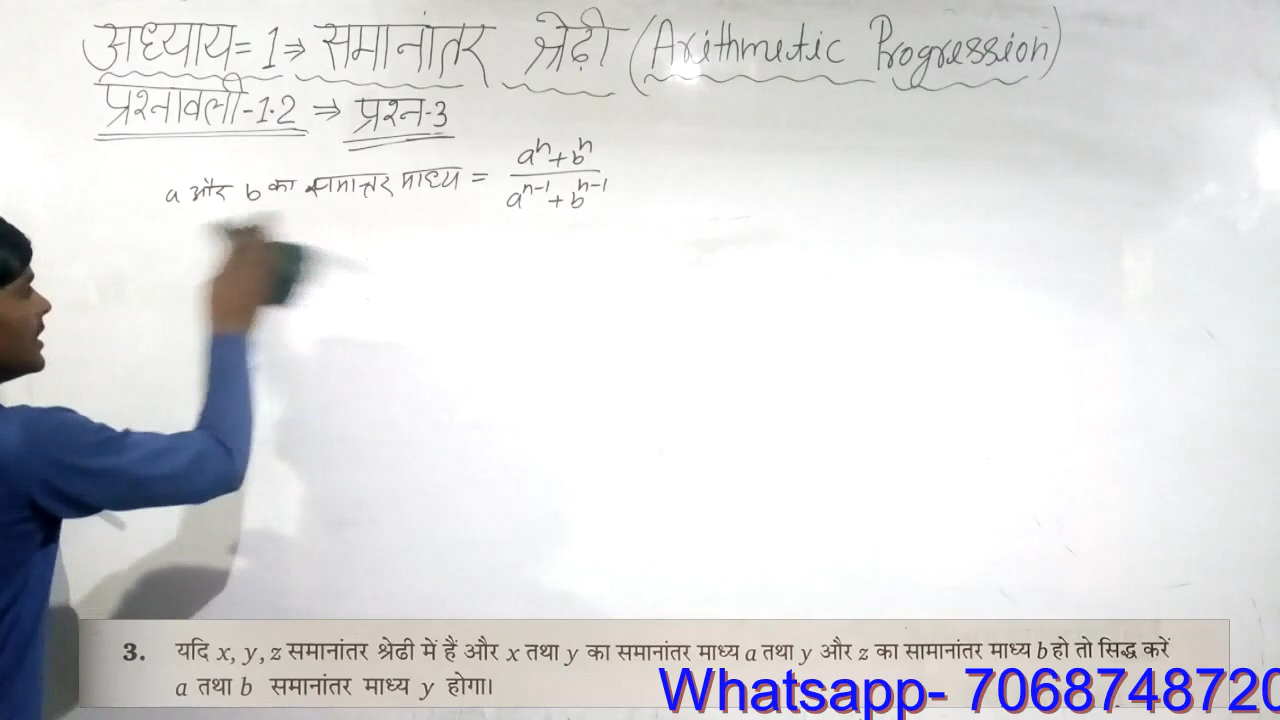 अध्याय= 1⇒ समानांतर श्रेढ़ी (Arithmetic Progression)
प्रश्नावली-1.2 ⇒ प्रश्न-3
a और b का समान्तर माध्य = (aⁿ+bⁿ)/(aⁿ⁻¹+bⁿ⁻¹)
3. यदि x, y, z समानांतर श्रेढी में हैं और x तथा y का समानांतर माध्य a तथा y और z का सामानांतर माध्य b हो तो सिद्ध करें
a तथा b समानांतर माध्य y होगा।
Whatsapp- 7068748720